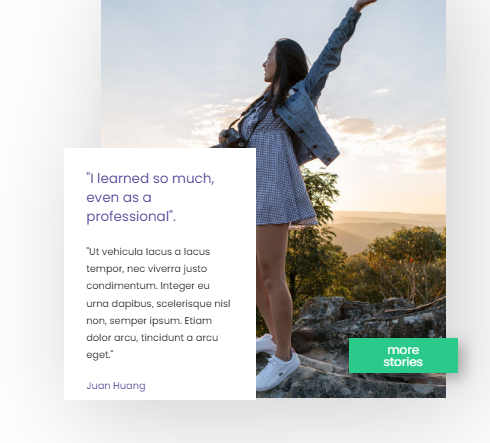 "I learned so much,
even as a
professional".
"Ut vehicula lacus a lacus
tempor, nec viverra justo
condimentum. Integer eu
urna dapibus, scelerisque nisl
non, semper ipsum. Etiam
dolor arcu, tincidunt a arcu
eget."
Juan Huang
more
stories